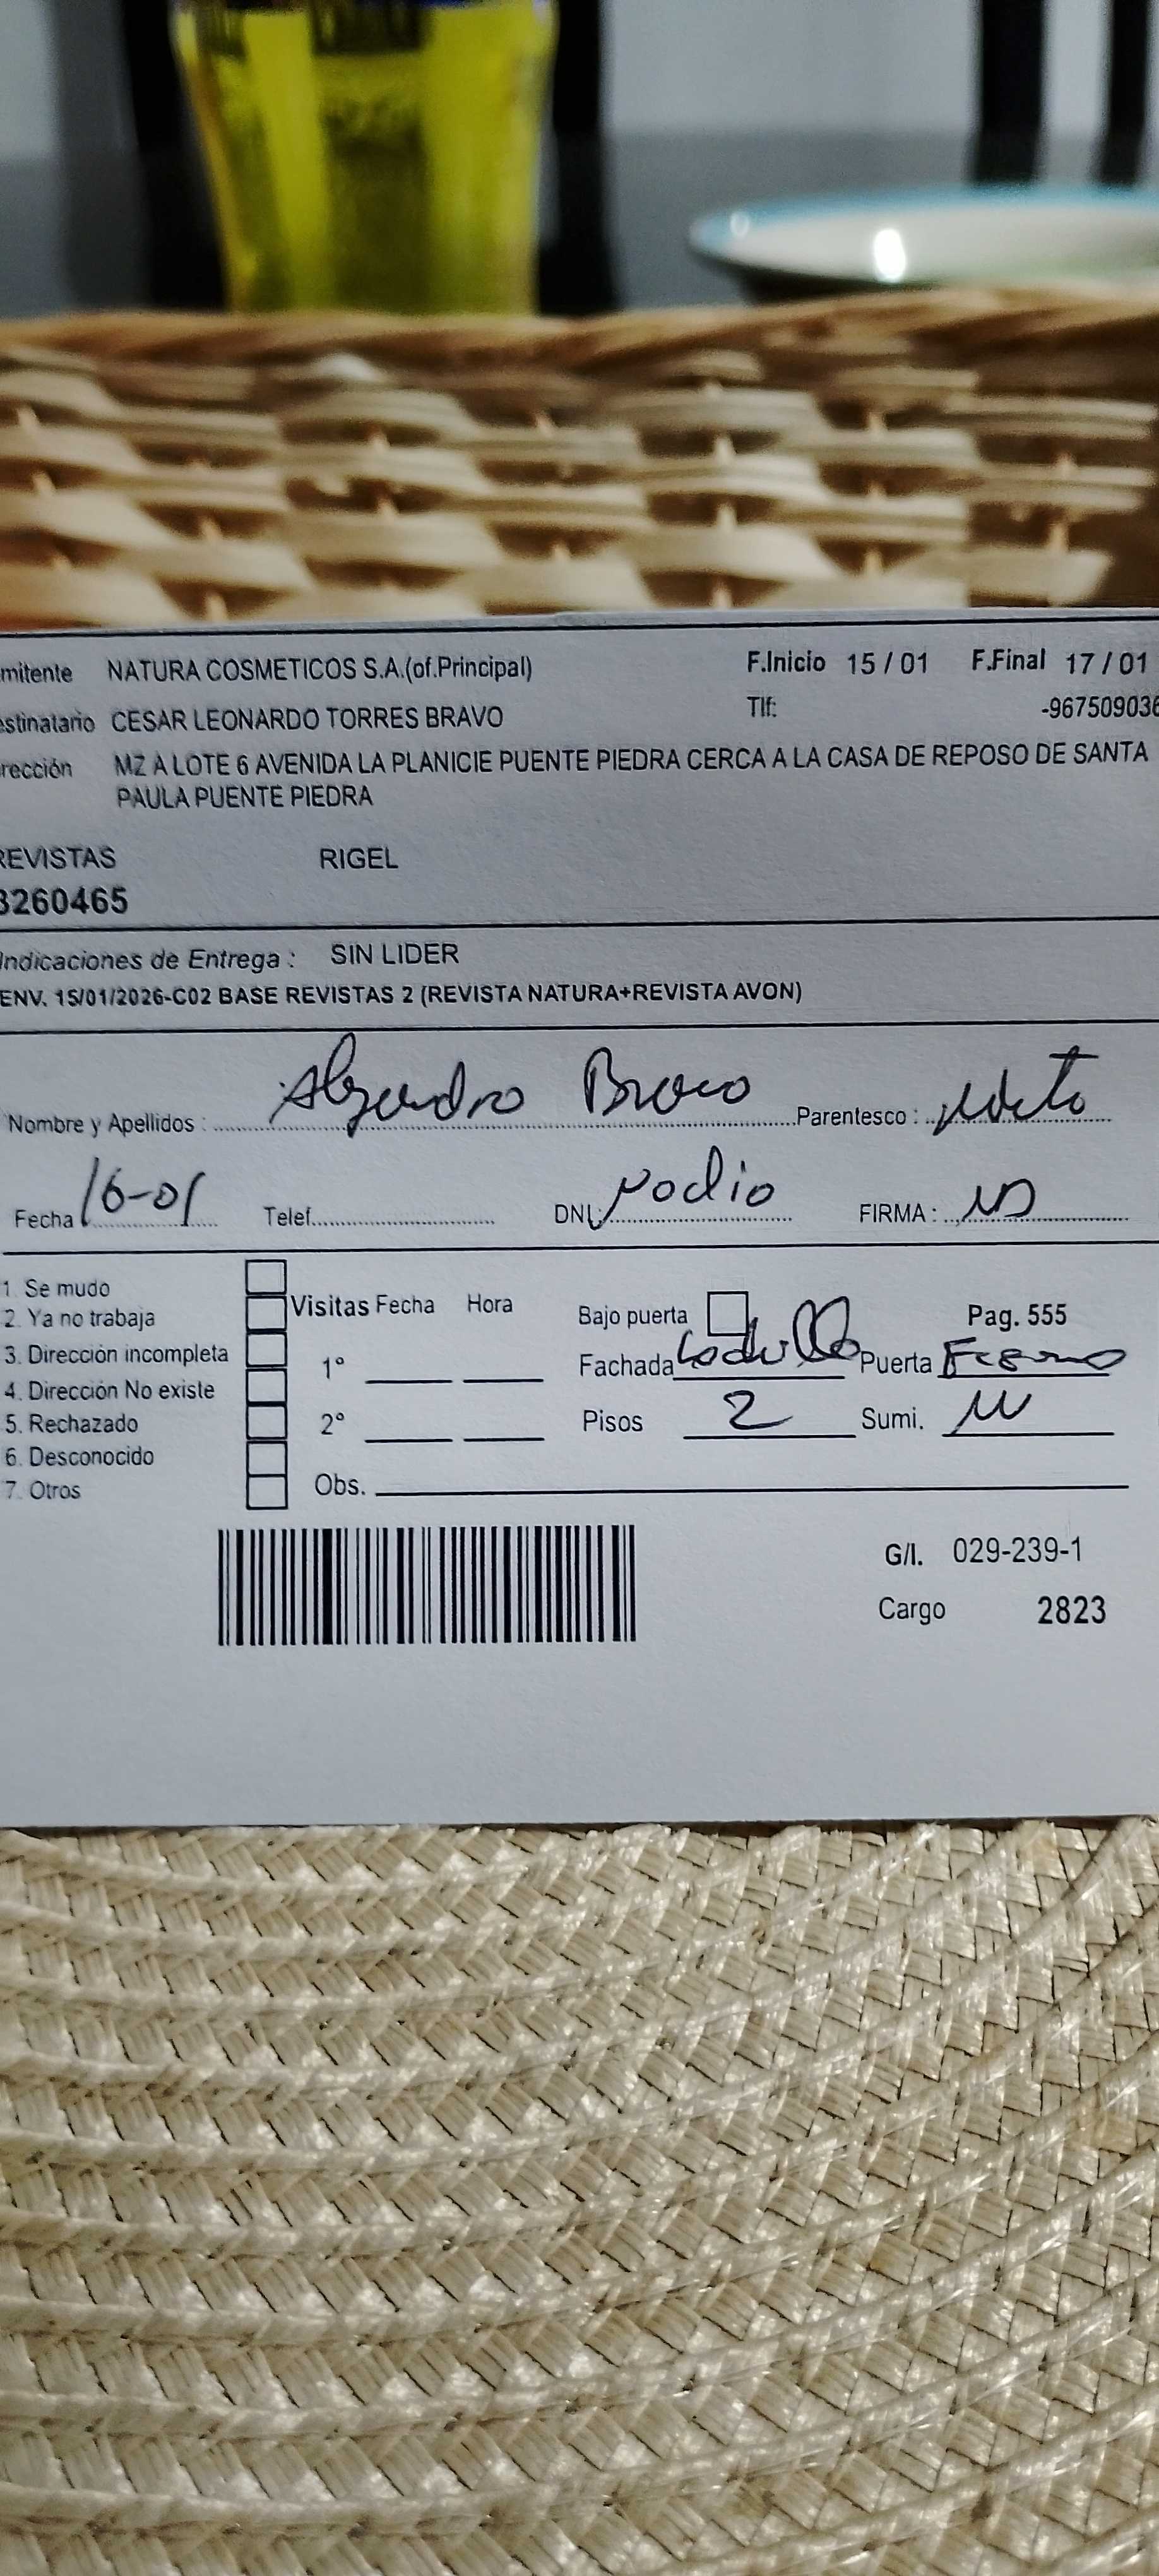 mitente NATURA COSMETICOS S.A.(of.Principal) F.Inicio 15 / 01 F.Final 17 / 01
estinatario CESAR LEONARDO TORRES BRAVO Tlf: -967509036
rección MZ A LOTE 6 AVENIDA LA PLANICIE PUENTE PIEDRA CERCA A LA CASA DE REPOSO DE SANTA
PAULA PUENTE PIEDRA
REVISTAS RIGEL
3260465
Indicaciones de Entrega : SIN LIDER
ENV. 15/01/2026-C02 BASE REVISTAS 2 (REVISTA NATURA+REVISTA AVON)
Nombre y Apellidos : Alejandro Bravo Parentesco :
Fecha 16-01 Telef. DNI: FIRMA :
1. Se mudo
2. Ya no trabaja
3. Dirección incompleta
4. Dirección No existe
5. Rechazado
6. Desconocido
7. Otros
Visitas Fecha Hora
1°
2°
Obs.
Bajo puerta Pag. 555
Fachada Ladrillo Puerta Fierro
Pisos 2 Sumi.
G/I. 029-239-1
Cargo 2823